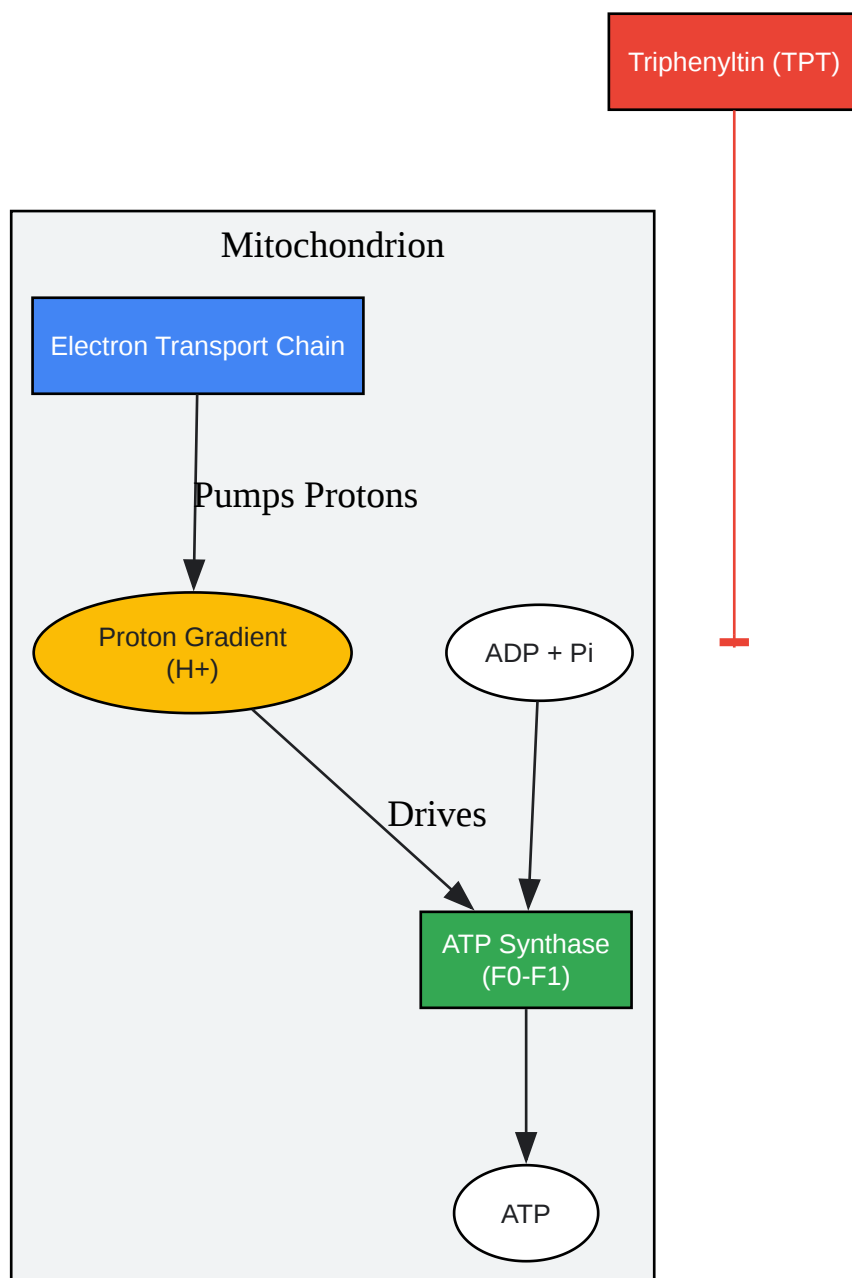 Triphenyltin (TPT)
Mitochondrion
Electron Transport Chain
Pumps Protons
Proton Gradient
(H+)
ADP + Pi
Drives
ATP Synthase
(F0-F1)
ATP